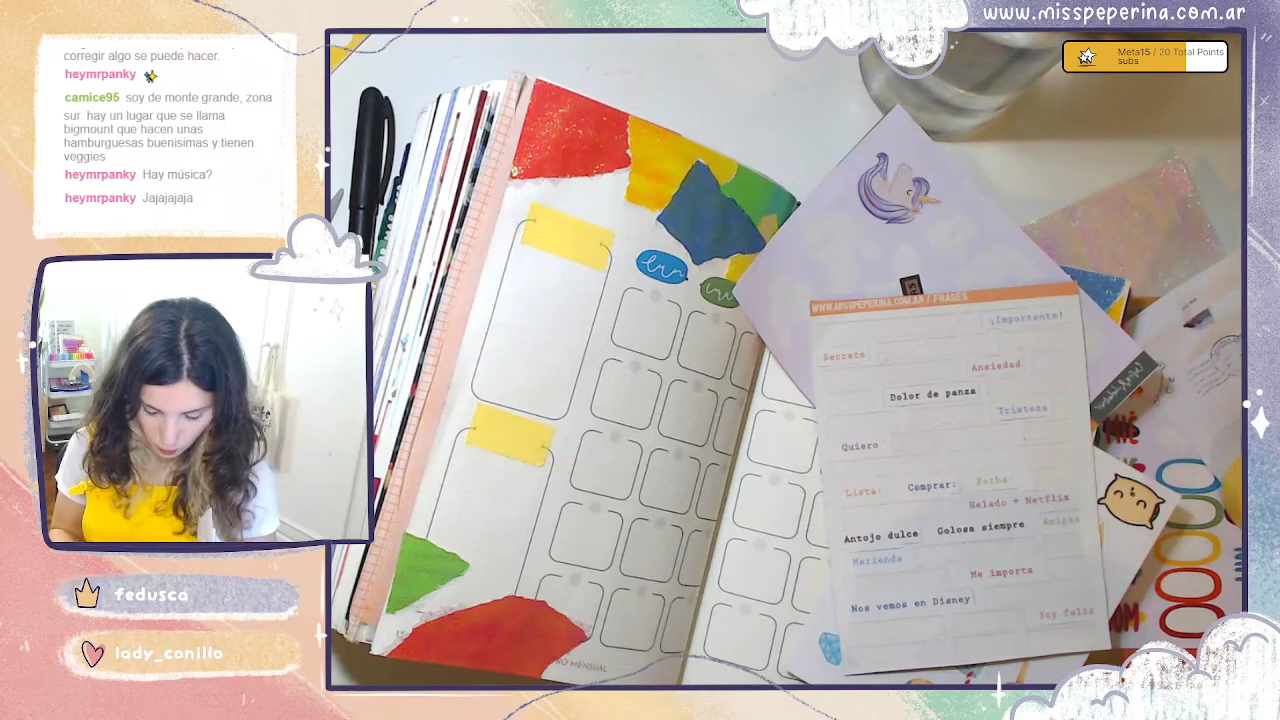 www.misspeperina.com.ar
Meta15 / 20 Total Points
subs
corregir algo se puede hacer.
heymrpanky
camice95 soy de monte grande, zona
sur. hay un lugar que se llama
bigmount que hacen unas
hamburguesas buenisimas y tienen
veggies
heymrpanky Hay música?
heymrpanky Jajajajaja
fedusca
lady_conillo
WWW.MISSPEPERINA.COM.AR / FRASES
¡Importante!
Secreto
Ansiedad
Dolor de panza
Tristeza
Quiero
Lista: Comprar: Fecha:
Helado + Netflix
Antojo dulce Golosa siempre Amigas
Merienda
Me importa
Nos vemos en Disney
Soy feliz
MENSUAL